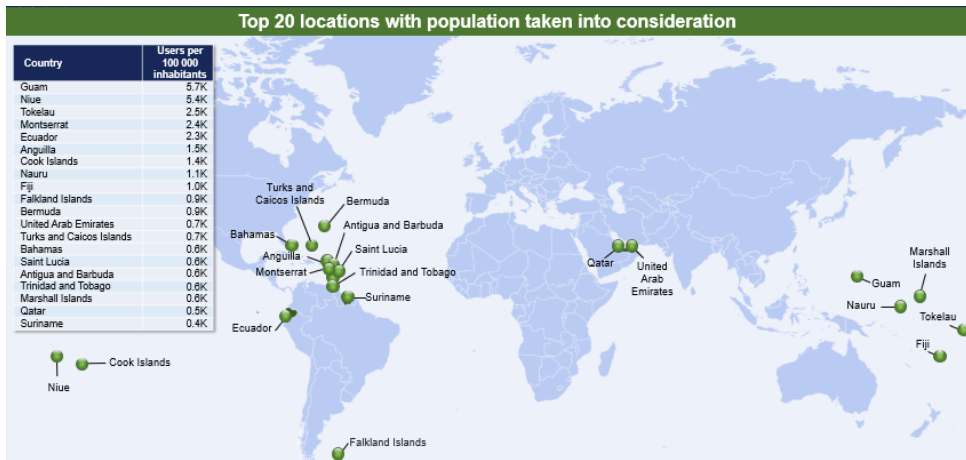 Top 20 locations with population taken into consideration
Country
Users per
100 000
inhabitants
Guam 5.7K
Niue 5.4K
Tokelau 2.5K
Montserrat 2.4K
Ecuador 2.3K
Anguilla 1.5K
Cook Islands 1.4K
Nauru 1.1K
Fiji 1.0K
Falkland Islands 0.9K
Bermuda 0.9K
United Arab Emirates 0.7K
Turks and Caicos Islands 0.7K
Bahamas 0.6K
Saint Lucia 0.6K
Antigua and Barbuda 0.6K
Trinidad and Tobago 0.6K
Marshall Islands 0.6K
Qatar 0.5K
Suriname 0.4K
Turks and
Caicos Islands
Bermuda
Bahamas
Antigua and Barbuda
Anguilla
Saint Lucia
Montserrat
Trinidad and Tobago
Suriname
Ecuador
Qatar
United
Arab
Emirates
Marshall
Islands
Guam
Nauru
Tokelau
Fiji
Cook Islands
Niue
Falkland Islands